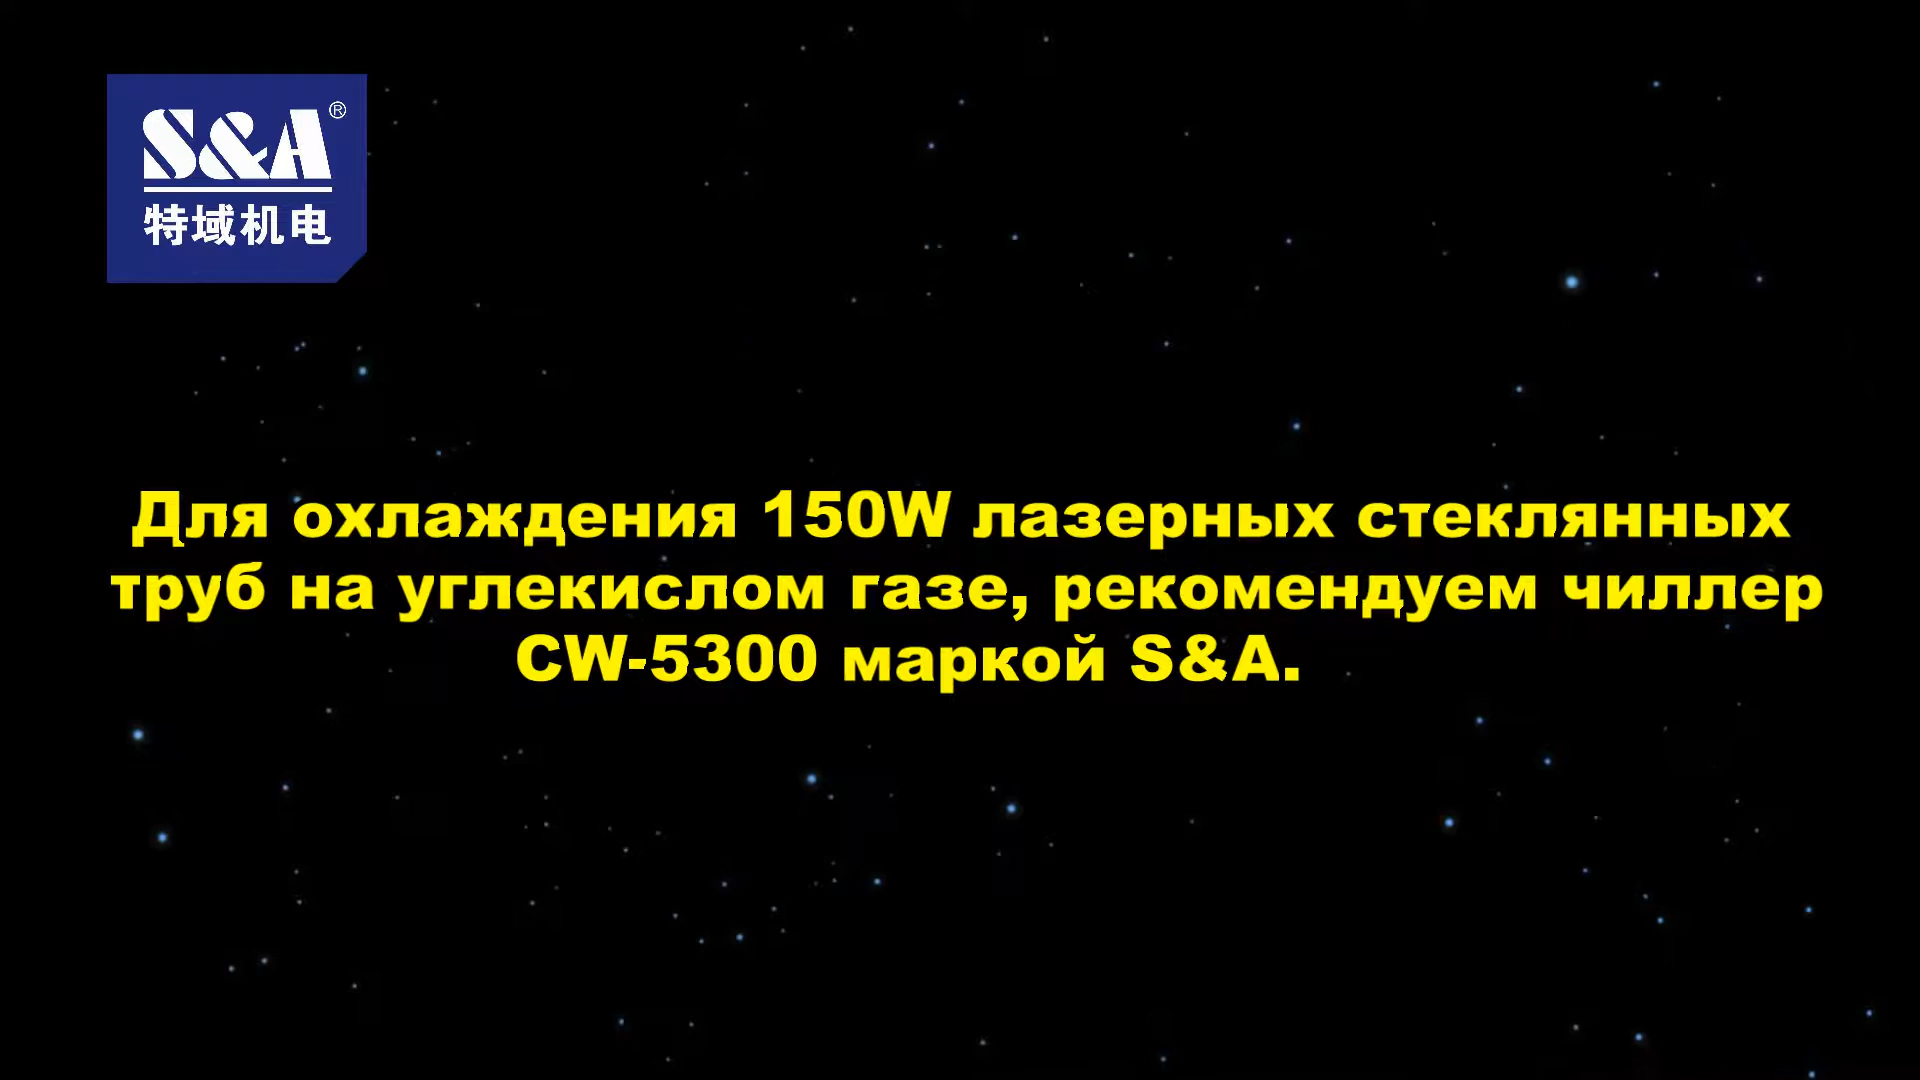 S&A®
特域机电
Для охлаждения 150W лазерных стеклянных
труб на углекислом газе, рекомендуем чиллер
CW-5300 маркой S&A.